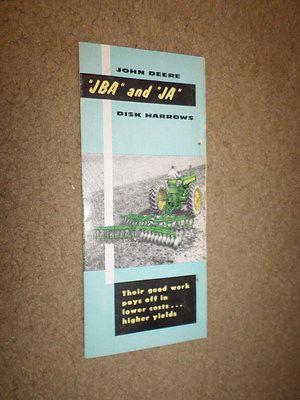 JOHN DEERE
"JBA" and "JA"
DISK HARROWS
Their good work
pays off in
lower costs...
higher yields